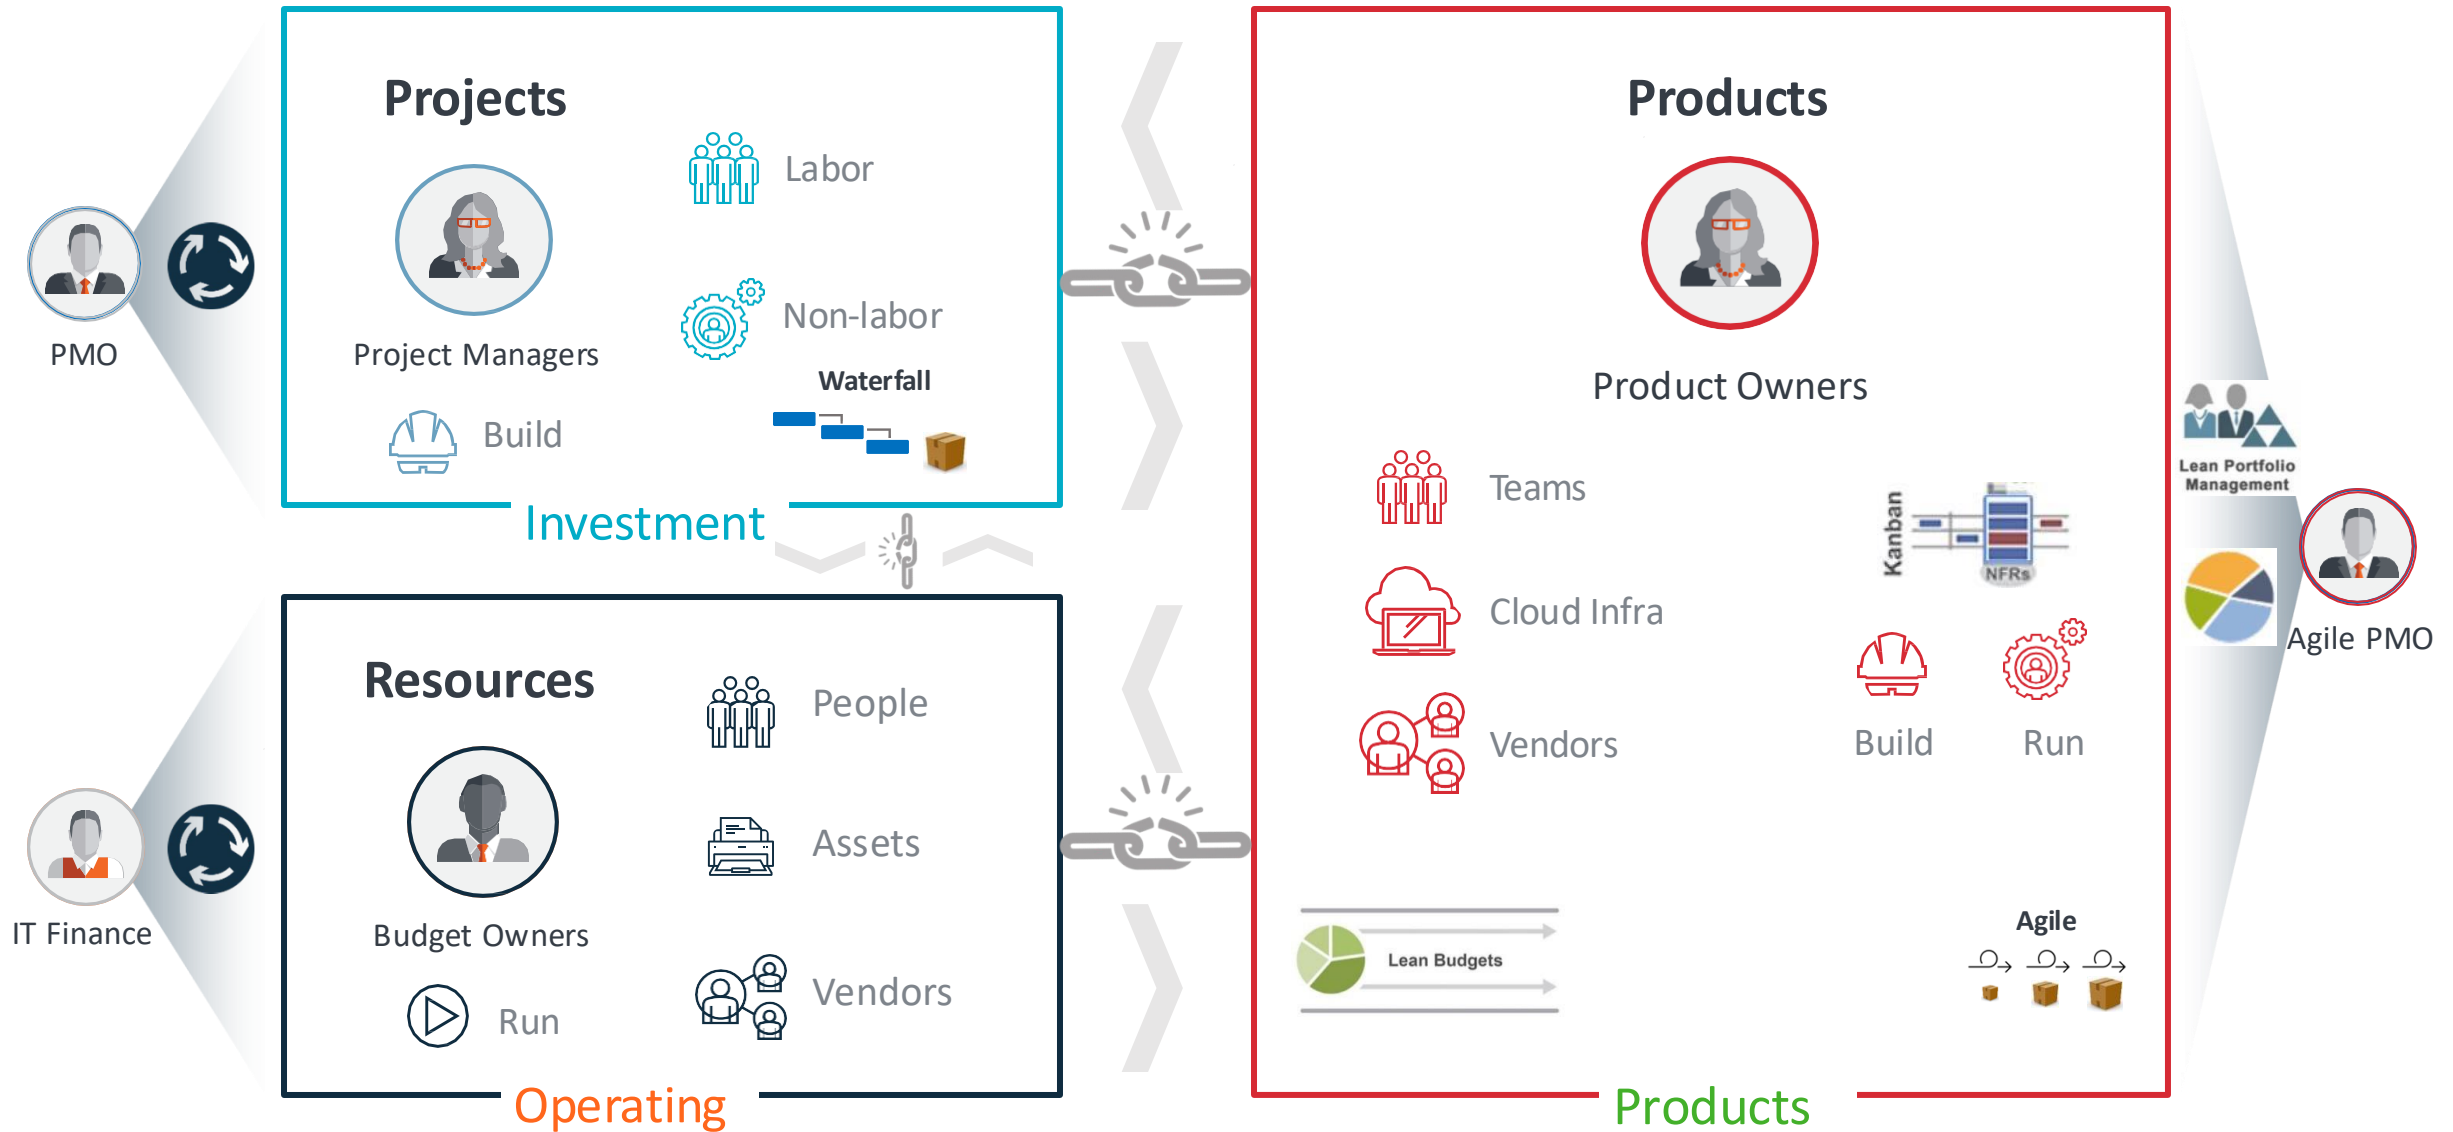 Projects
Labor
Non-labor
PMO
Project Managers
Waterfall
Build
Investment
Resources
People
Assets
IT Finance
Budget Owners
Vendors
Run
Operating
Products
Product Owners
Teams
Kanban
NFRs
Cloud Infra
Vendors
Build
Run
Lean Budgets
Agile
Products
Lean Portfolio
Management
Agile PMO